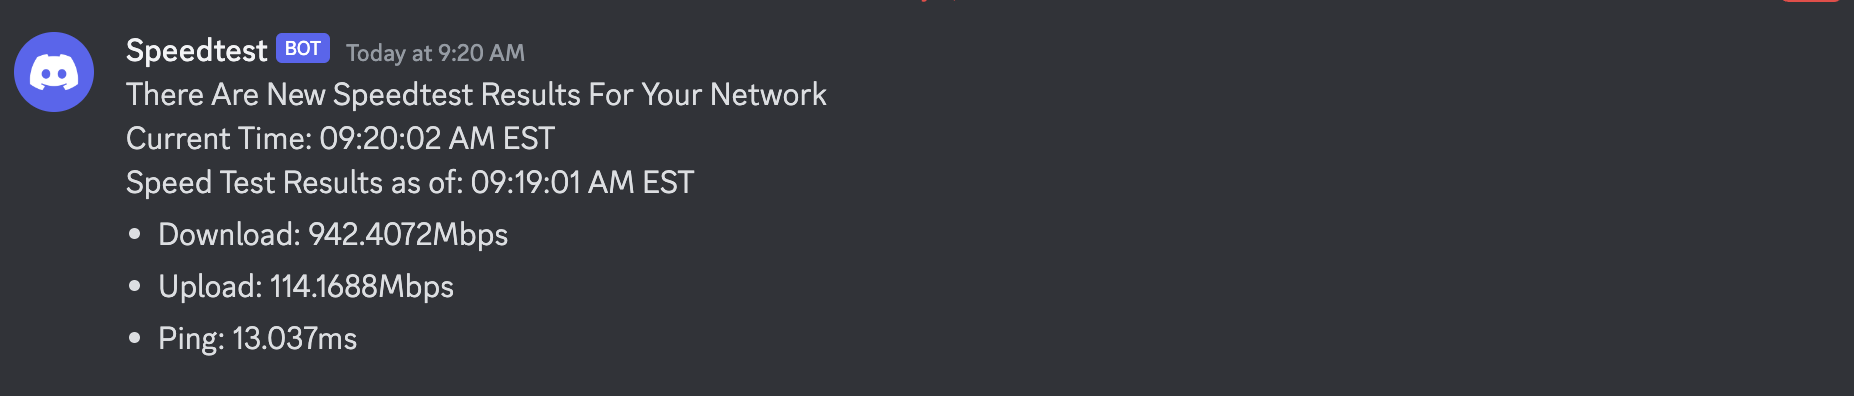 Speedtest BOT Today at 9:20 AM
There Are New Speedtest Results For Your Network
Current Time: 09:20:02 AM EST
Speed Test Results as of: 09:19:01 AM EST
• Download: 942.4072Mbps
• Upload: 114.1688Mbps
• Ping: 13.037ms